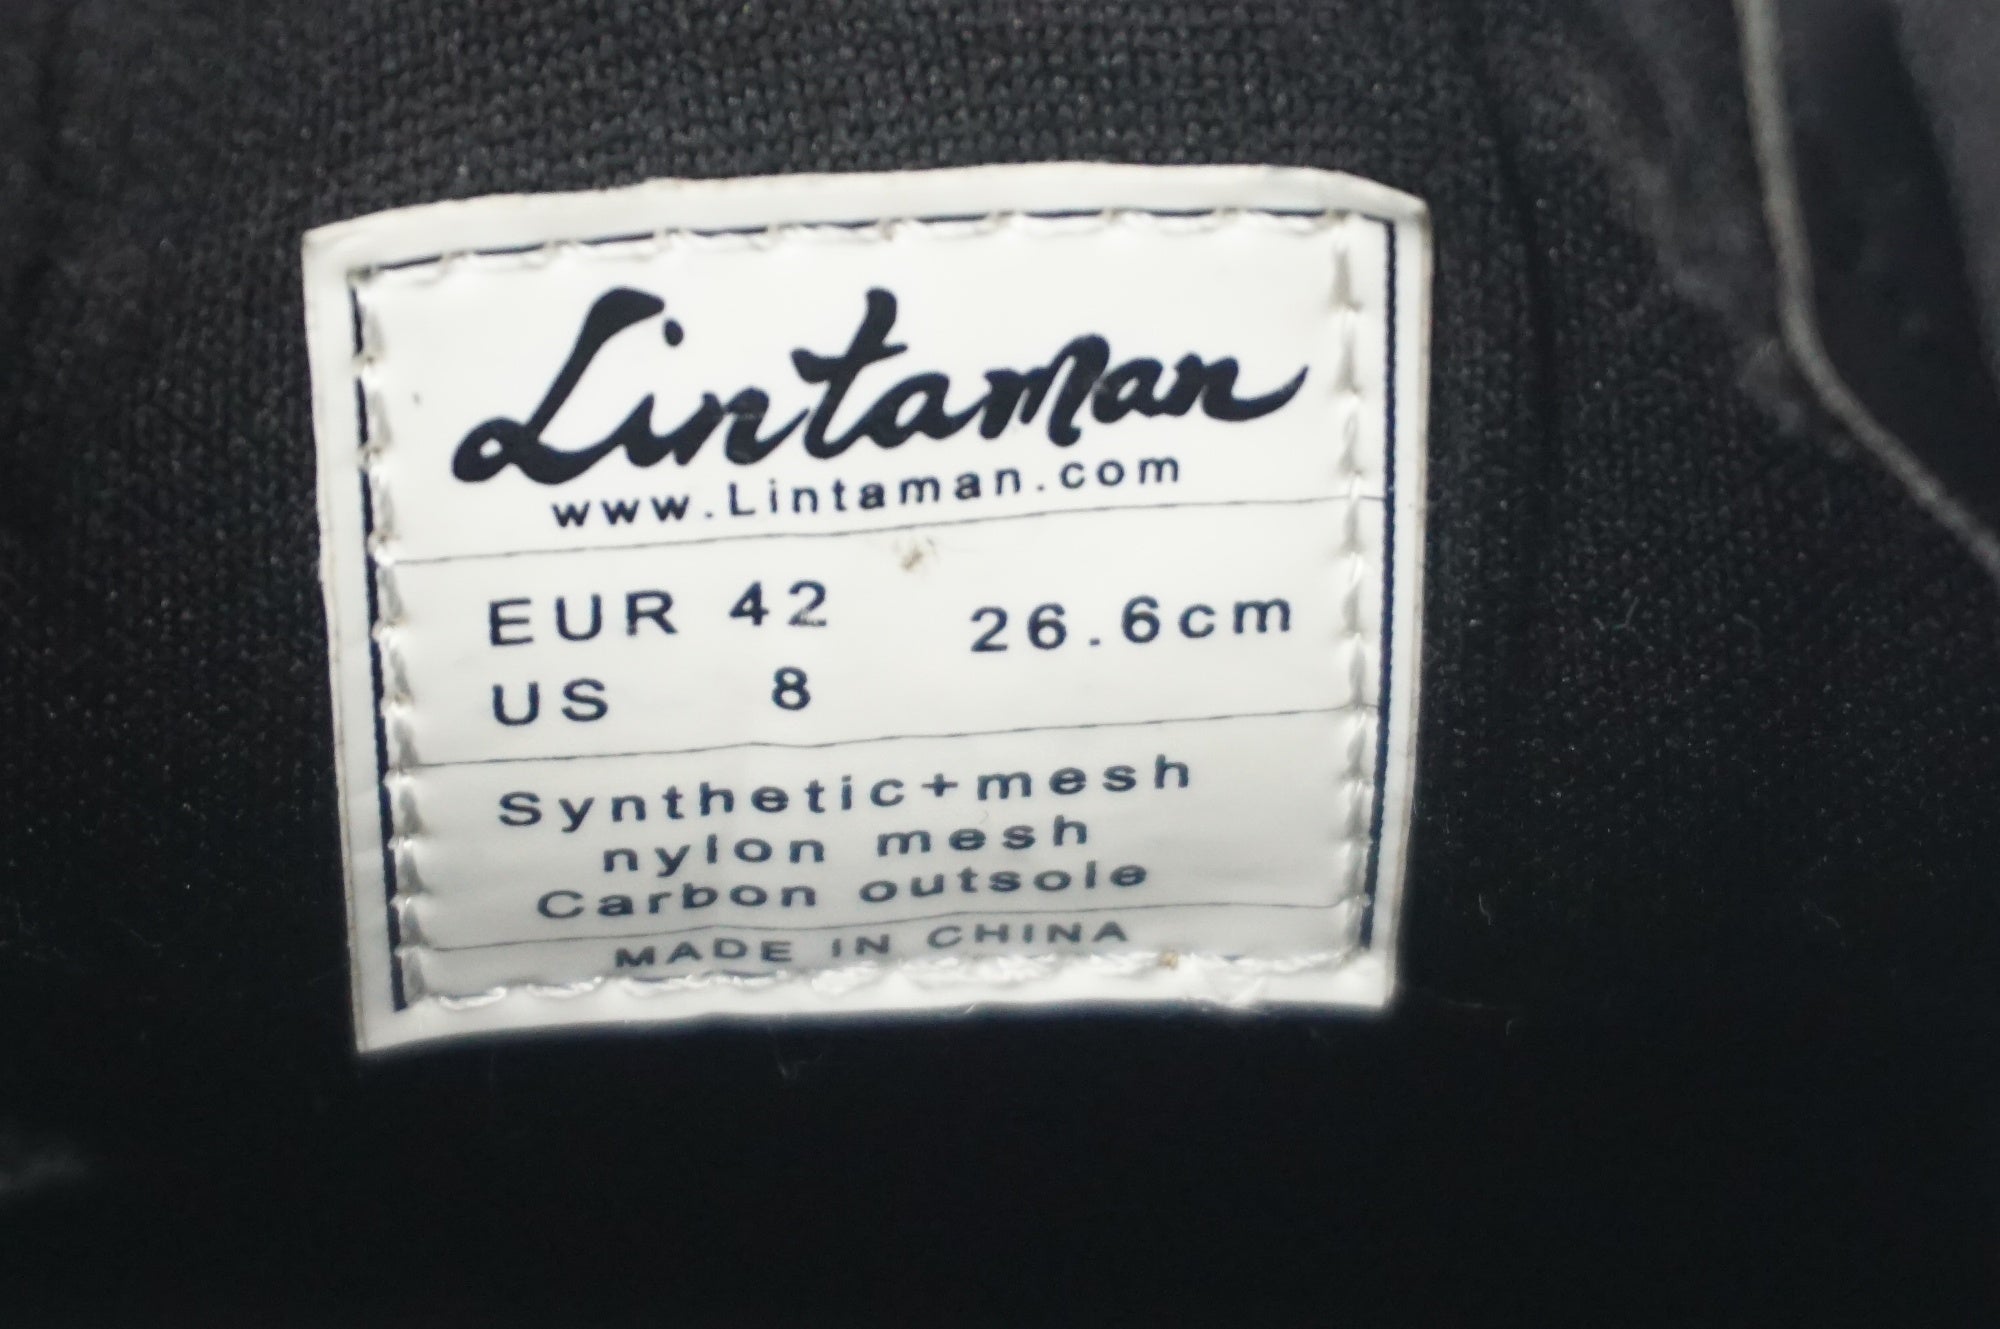 Lintaman
www.Lintaman.com
EUR 42 26.6cm
US 8
Synthetic+mesh
nylon mesh
Carbon outsole
MADE IN CHINA